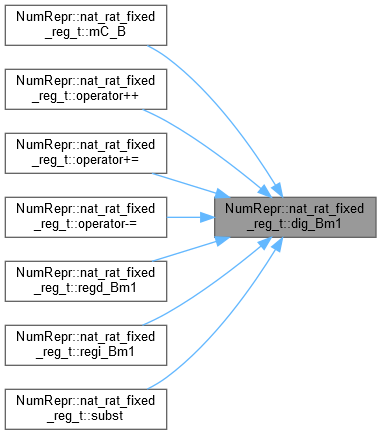 NumRepr::nat_rat_fixed
_reg_t::mC_B
NumRepr::nat_rat_fixed
_reg_t::operator++
NumRepr::nat_rat_fixed
_reg_t::operator+=
NumRepr::nat_rat_fixed
_reg_t::operator-=
NumRepr::nat_rat_fixed
_reg_t::regd_Bm1
NumRepr::nat_rat_fixed
_reg_t::regi_Bm1
NumRepr::nat_rat_fixed
_reg_t::subst
NumRepr::nat_rat_fixed
_reg_t::dig_Bm1